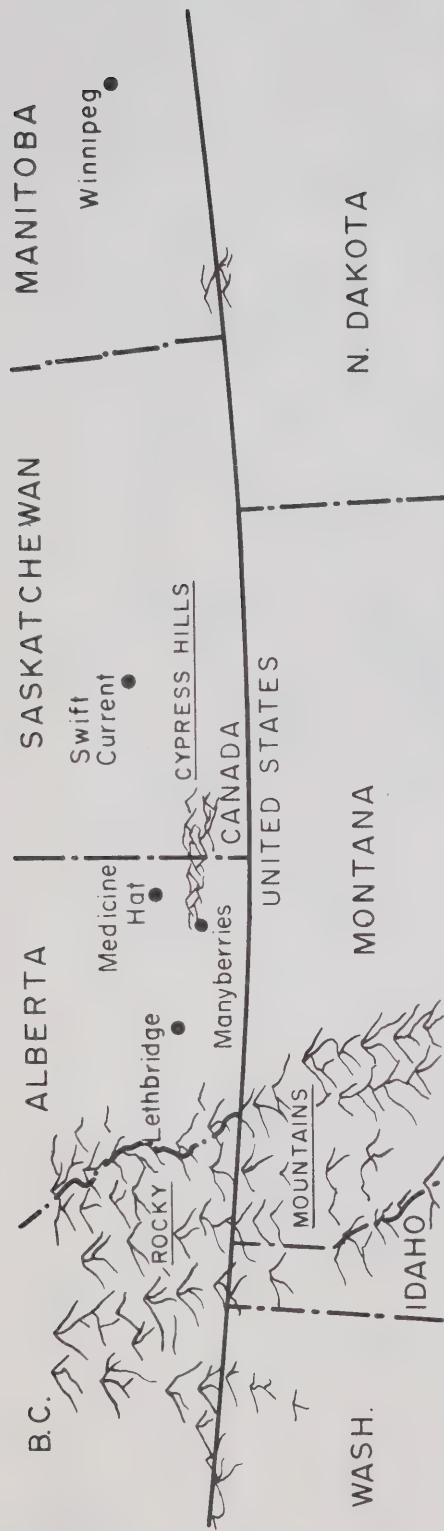 B.C.
ALBERTA
SASKATCHEWAN
MANITOBA
Winnipeg
Swift
Current
Medicine
Hat
Lethbridge
ROCKY
CYPRESS HILLS
Manyberries
CANADA
UNITED STATES
MOUNTAINS
WASH.
IDAHO
MONTANA
N. DAKOTA